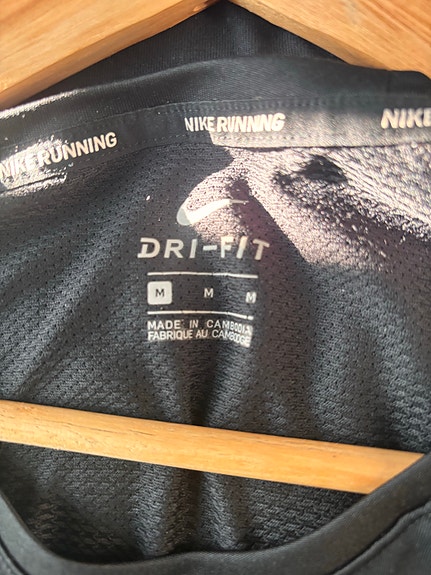 NIKE RUNNING
NIKE RUNNING
NIKE
DRI-FIT
M M M
MADE IN CAMBODIA
FABRIQUE AU CAMBODGE